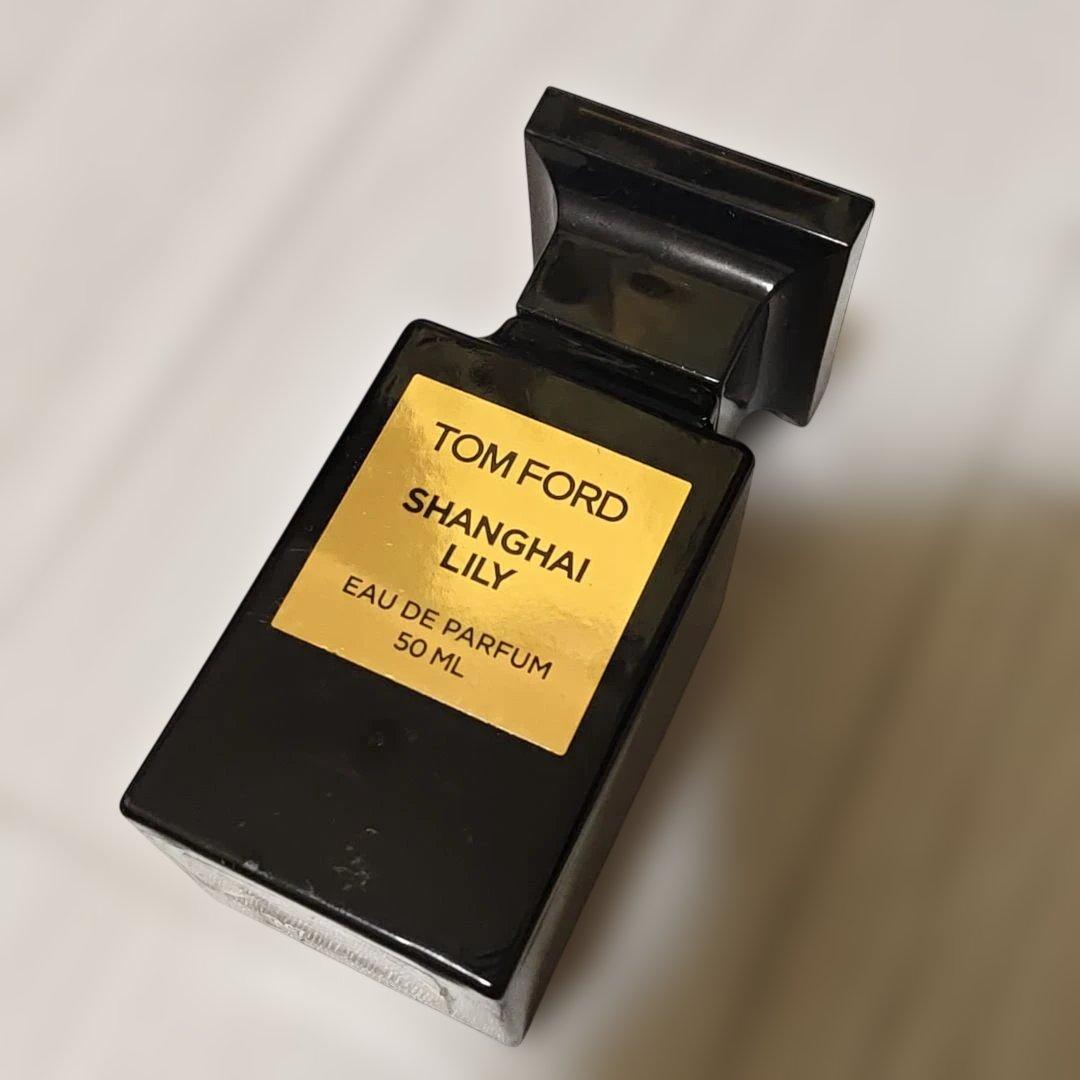 TOM FORD
SHANGHAI
LILY
EAU DE PARFUM
50 ML